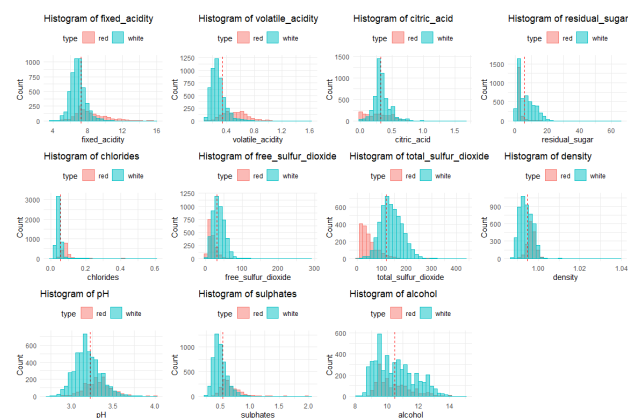 Histogram of fixed_acidity
type red white
Count
1000
750
500
250
0
4 8 12 16
fixed_acidity
Histogram of volatile_acidity
type red white
Count
1250
1000
750
500
250
0
0.4 0.8 1.2 1.6
volatile_acidity
Histogram of citric_acid
type red white
Count
1500
1000
500
0
0.0 0.5 1.0 1.5
citric_acid
Histogram of residual_sugar
type red white
Count
1500
1000
500
0
0 20 40 60
residual_sugar
Histogram of chlorides
type red white
Count
3000
2000
1000
0
0.0 0.2 0.4 0.6
chlorides
Histogram of free_sulfur_dioxide
type red white
Count
1250
1000
750
500
250
0
0 100 200 300
free_sulfur_dioxide
Histogram of total_sulfur_dioxide
type red white
Count
600
400
200
0
0 100 200 300 400
total_sulfur_dioxide
Histogram of density
type red white
Count
900
600
300
0
1.00 1.02 1.04
density
Histogram of pH
type red white
Count
600
400
200
0
3.0 3.5 4.0
pH
Histogram of sulphates
type red white
Count
1250
1000
750
500
250
0
0.5 1.0 1.5 2.0
sulphates
Histogram of alcohol
type red white
Count
600
400
200
0
8 10 12 14
alcohol